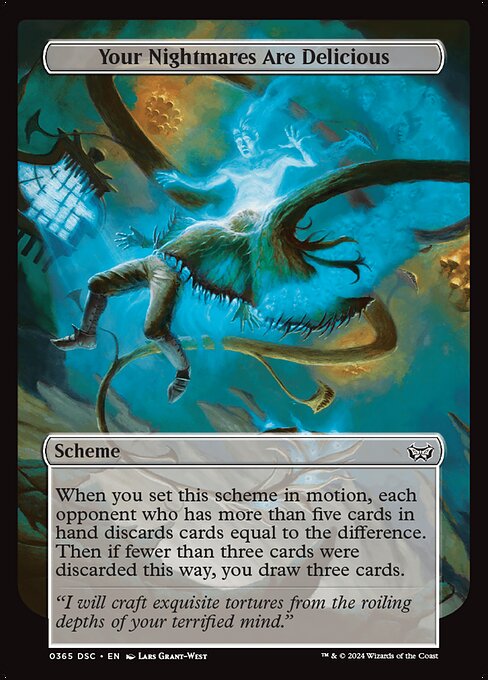 Your Nightmares Are Delicious
Scheme
When you set this scheme in motion, each
opponent who has more than five cards in
hand discards cards equal to the difference.
Then if fewer than three cards were
discarded this way, you draw three cards.
“I will craft exquisite tortures from the roiling
depths of your terrified mind.”
0365 DSC • EN Lars Grant-West
™ & © 2024 Wizards of the Coast